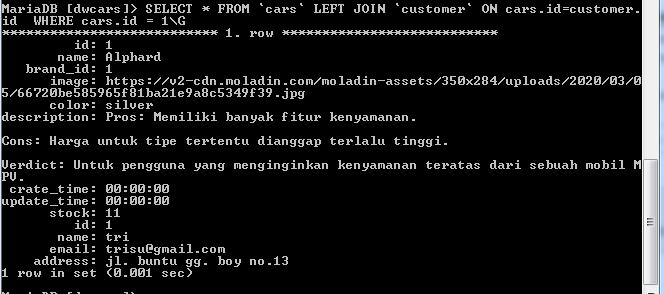 MariaDB [dwcars]> SELECT * FROM `cars` LEFT JOIN `customer` ON cars.id=customer.
id  WHERE cars.id = 1\G
*************************** 1. row ***************************
id: 1
name: Alphard
brand_id: 1
image: https://v2-cdn.moladin.com/moladin-assets/350x284/uploads/2020/03/0
5/66720be585965f81ba21e9a8c5349f39.jpg
color: silver
description: Pros: Memiliki banyak fitur kenyamanan.
Cons: Harga untuk tipe tertentu dianggap terlalu tinggi.
Verdict: Untuk pengguna yang menginginkan kenyamanan teratas dari sebuah mobil M
PV.
crate_time: 00:00:00
update_time: 00:00:00
stock: 11
id: 1
name: tri
email: trisu@gmail.com
address: jl. buntu gg. boy no.13
1 row in set (0.001 sec)
MariaDB [dwcars]>